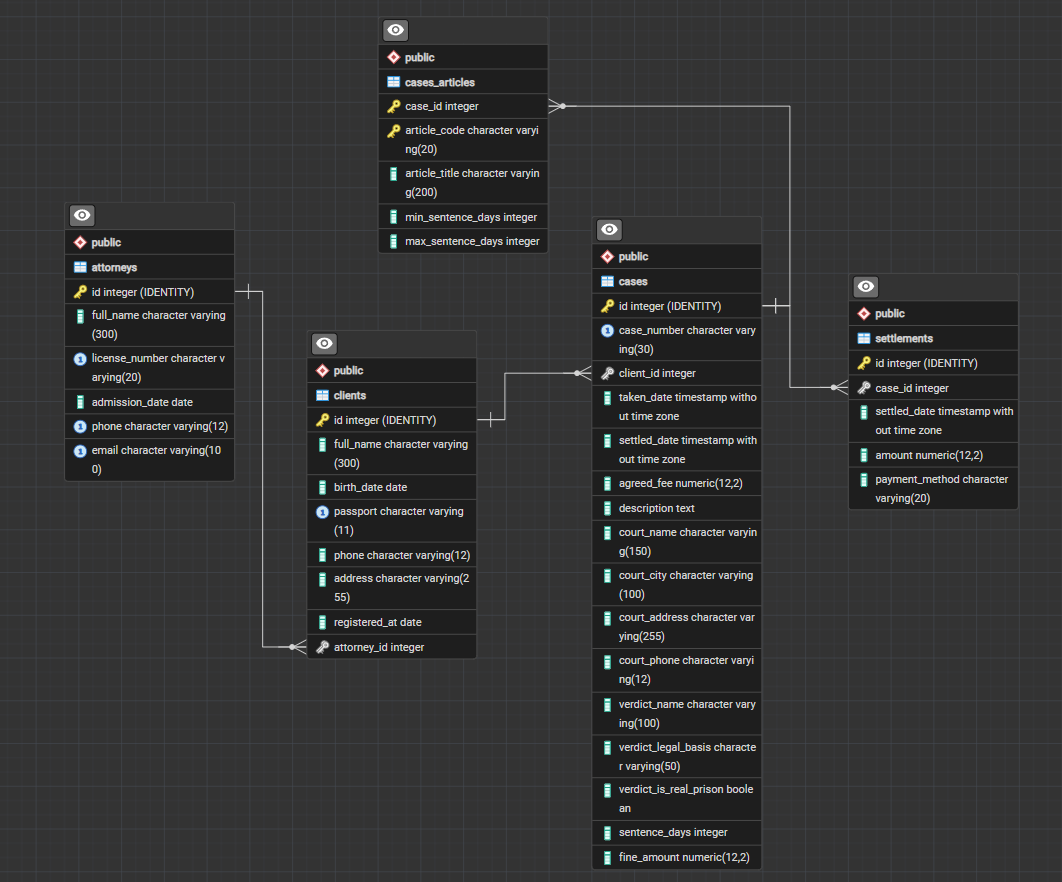 public
cases_articles
case_id integer
article_code character varyi
ng(20)
article_title character varyin
g(200)
min_sentence_days integer
max_sentence_days integer
public
attorneys
id integer (IDENTITY)
full_name character varying
(300)
license_number character v
arying(20)
admission_date date
phone character varying(12)
email character varying(10
0)
public
clients
id integer (IDENTITY)
full_name character varying
(300)
birth_date date
passport character varying
(11)
phone character varying(12)
address character varying(2
55)
registered_at date
attorney_id integer
public
cases
id integer (IDENTITY)
case_number character vary
ing(30)
client_id integer
taken_date timestamp witho
ut time zone
settled_date timestamp with
out time zone
agreed_fee numeric(12,2)
description text
court_name character varyin
g(150)
court_city character varying
(100)
court_address character var
ying(255)
court_phone character varyi
ng(12)
verdict_name character vary
ing(100)
verdict_legal_basis characte
r varying(50)
verdict_is_real_prison boole
an
sentence_days integer
fine_amount numeric(12,2)
public
settlements
id integer (IDENTITY)
case_id integer
settled_date timestamp with
out time zone
amount numeric(12,2)
payment_method character
varying(20)